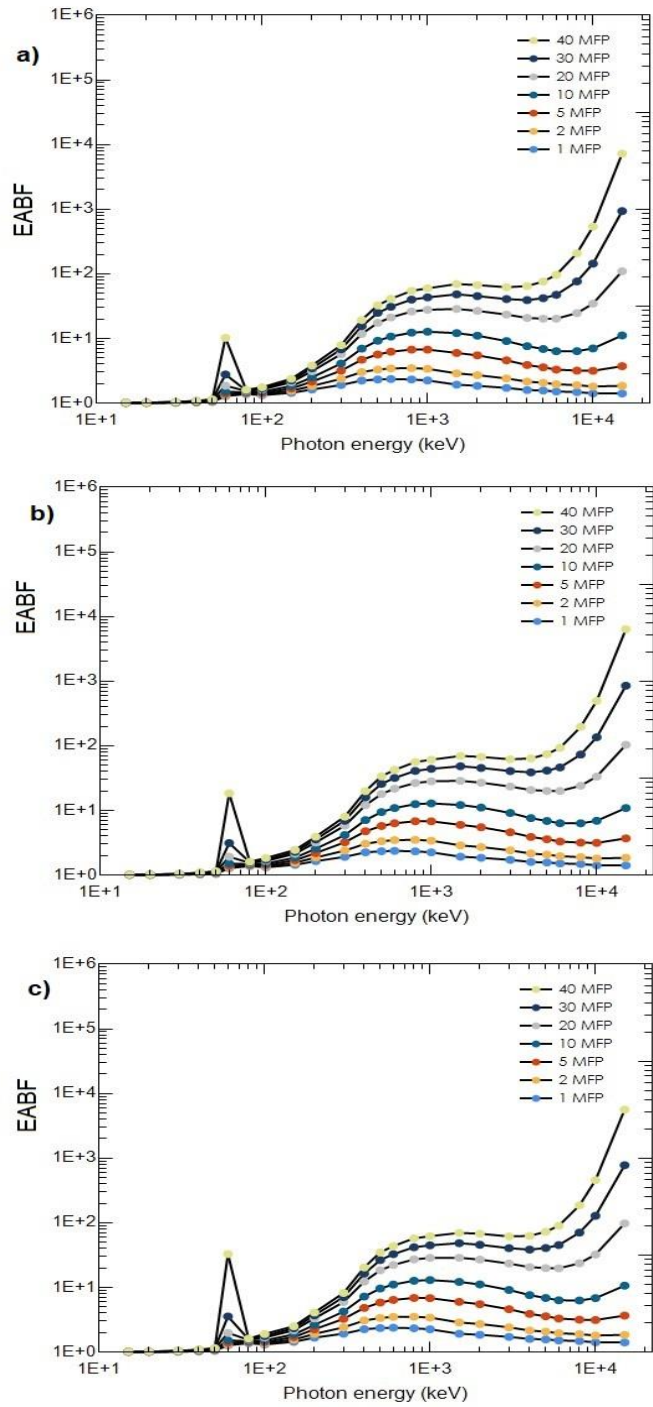 a)
1E+6
1E+5
1E+4
1E+3
1E+2
1E+1
1E+0
EABF
40 MFP
30 MFP
20 MFP
10 MFP
5 MFP
2 MFP
1 MFP
1E+1 1E+2 1E+3 1E+4
Photon energy (keV)
b)
1E+6
1E+5
1E+4
1E+3
1E+2
1E+1
1E+0
EABF
40 MFP
30 MFP
20 MFP
10 MFP
5 MFP
2 MFP
1 MFP
1E+1 1E+2 1E+3 1E+4
Photon energy (keV)
c)
1E+6
1E+5
1E+4
1E+3
1E+2
1E+1
1E+0
EABF
40 MFP
30 MFP
20 MFP
10 MFP
5 MFP
2 MFP
1 MFP
1E+1 1E+2 1E+3 1E+4
Photon energy (keV)